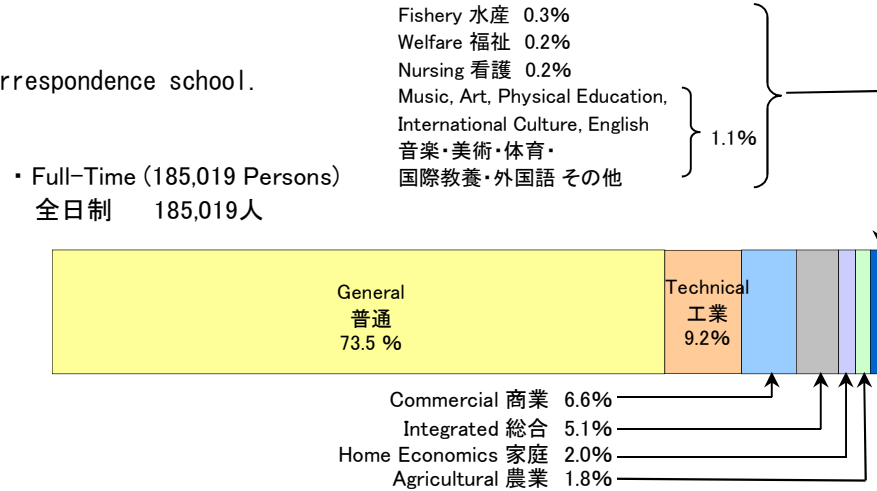 Fishery 水産 0.3%
Welfare 福祉 0.2%
Nursing 看護 0.2%
Music, Art, Physical Education,
International Culture, English
音楽・美術・体育・
国際教養・外国語 その他
1.1%
rrespondence school.
・Full-Time (185,019 Persons)
全日制 185,019人
General
普通
73.5 %
Technical
工業
9.2%
Commercial 商業 6.6%
Integrated 総合 5.1%
Home Economics 家庭 2.0%
Agricultural 農業 1.8%